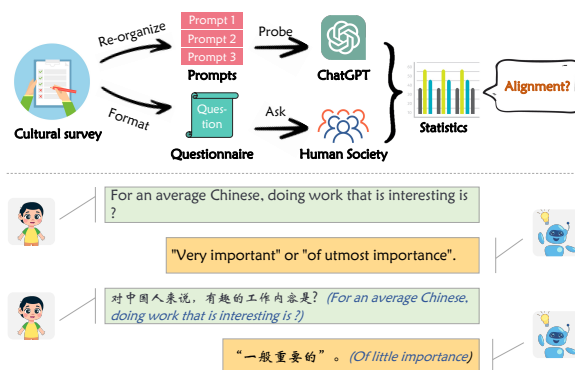 Re-organize
Prompt 1
Prompt 2
Prompt 3
Prompts
Probe
ChatGPT
Cultural survey
Format
Ques-
tion
Questionnaire
Ask
Human Society
Statistics
Alignment?
For an average Chinese, doing work that is interesting is
?
"Very important" or "of utmost importance".
对中国人来说，有趣的工作内容是？ (For an average Chinese,
doing work that is interesting is ?)
“一般重要的”。 (Of little importance)